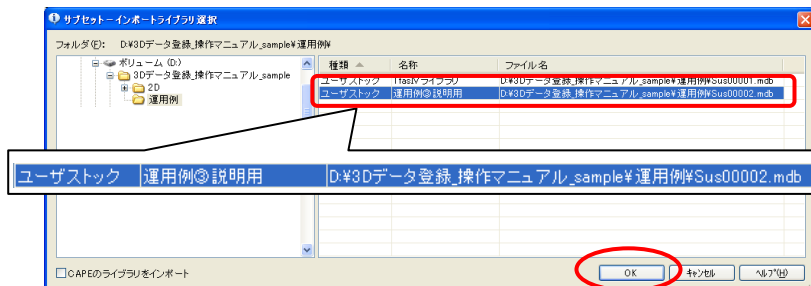 サブセットーインポートライブラリ選択
フォルダ(F): D:¥3Dデータ登録_操作マニュアル_sample¥運用例¥
ボリューム (D:)
3Dデータ登録_操作マニュアル_sample
2D
運用例
種類 名称 ファイル名
ユーザストック TfasIV ライブラリ D:¥3Dデータ登録_操作マニュアル_sample¥運用例¥Sus00001.mdb
ユーザストック 運用例③説明用 D:¥3Dデータ登録_操作マニュアル_sample¥運用例¥Sus00002.mdb
ユーザストック 運用例③説明用 D:¥3Dデータ登録_操作マニュアル_sample¥運用例¥Sus00002.mdb
CAPEのライブラリをインポート
OK キャンセル ヘルプ(H)